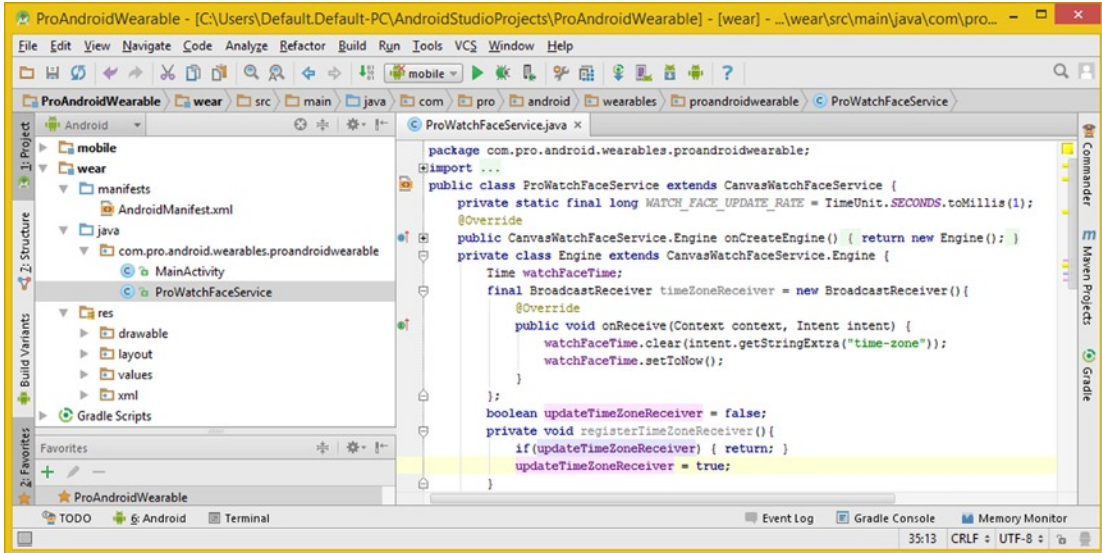 ProAndroidWearable - [C:\Users\Default.Default-PC\AndroidStudioProjects\ProAndroidWearable] - [wear] - ...\wear\src\main\java\com\pro...
File Edit View Navigate Code Analyze Refactor Build Run Tools VCS Window Help
mobile
ProAndroidWearable wear src main java com pro android wearables proandroidwearable ProWatchFaceService
1: Project
7: Structure
Build Variants
2: Favorites
Android
mobile
wear
manifests
AndroidManifest.xml
java
com.pro.android.wearables.proandroidwearable
MainActivity
ProWatchFaceService
res
drawable
layout
values
xml
Gradle Scripts
Favorites
ProAndroidWearable
ProWatchFaceService.java
package com.pro.android.wearables.proandroidwearable;
import ...
public class ProWatchFaceService extends CanvasWatchFaceService {
private static final long WATCH_FACE_UPDATE_RATE = TimeUnit.SECONDS.toMillis(1);
@Override
public CanvasWatchFaceService.Engine onCreateEngine() { return new Engine(); }
private class Engine extends CanvasWatchFaceService.Engine {
Time watchFaceTime;
final BroadcastReceiver timeZoneReceiver = new BroadcastReceiver(){
@Override
public void onReceive(Context context, Intent intent) {
watchFaceTime.clear(intent.getStringExtra("time-zone"));
watchFaceTime.setToNow();
}
};
boolean updateTimeZoneReceiver = false;
private void registerTimeZoneReceiver(){
if(updateTimeZoneReceiver) { return; }
updateTimeZoneReceiver = true;
}
Commander
m Maven Projects
Gradle
TODO 6: Android Terminal Event Log Gradle Console Memory Monitor
35:13 CRLF UTF-8